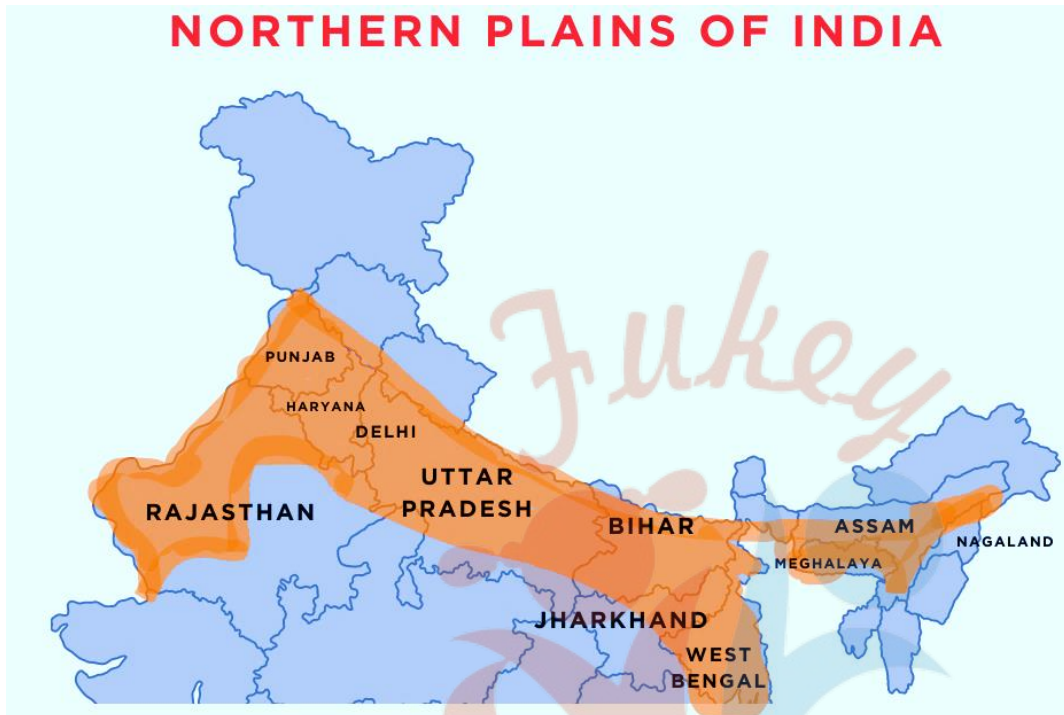 NORTHERN PLAINS OF INDIA
Fukey
PUNJAB
HARYANA
DELHI
UTTAR
PRADESH
RAJASTHAN
BIHAR
ASSAM
NAGALAND
MEGHALAYA
JHARKHAND
WEST
BENGAL